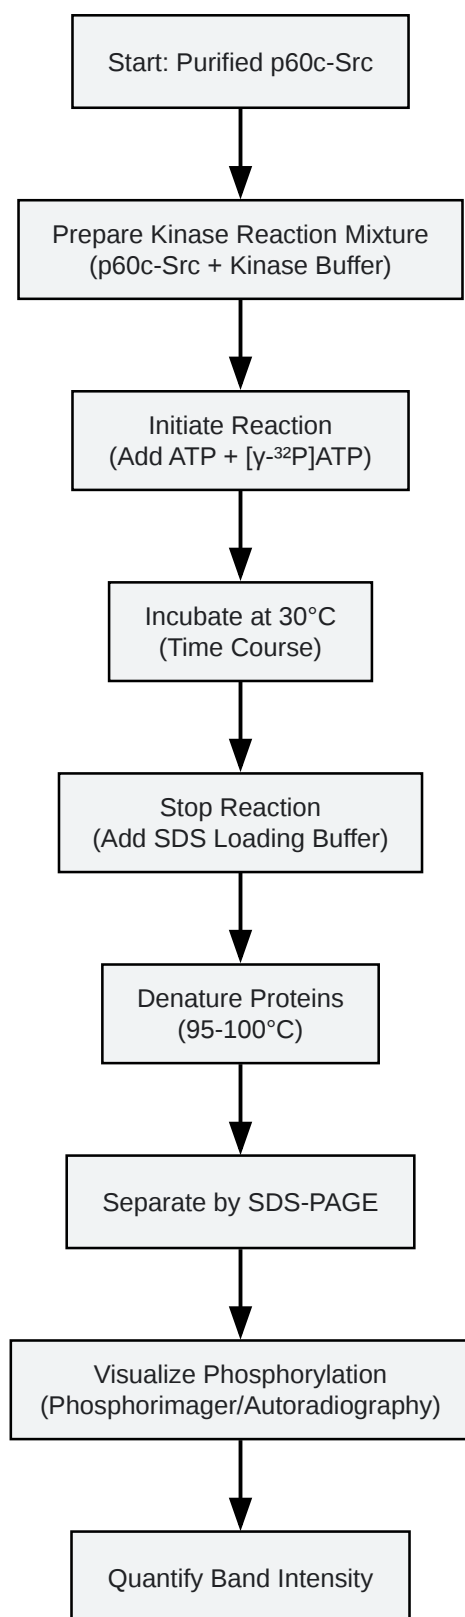 Start: Purified p60c-Src
Prepare Kinase Reaction Mixture
(p60c-Src + Kinase Buffer)
Initiate Reaction
(Add ATP + [γ-³²P]ATP)
Incubate at 30°C
(Time Course)
Stop Reaction
(Add SDS Loading Buffer)
Denature Proteins
(95-100°C)
Separate by SDS-PAGE
Visualize Phosphorylation
(Phosphorimager/Autoradiography)
Quantify Band Intensity